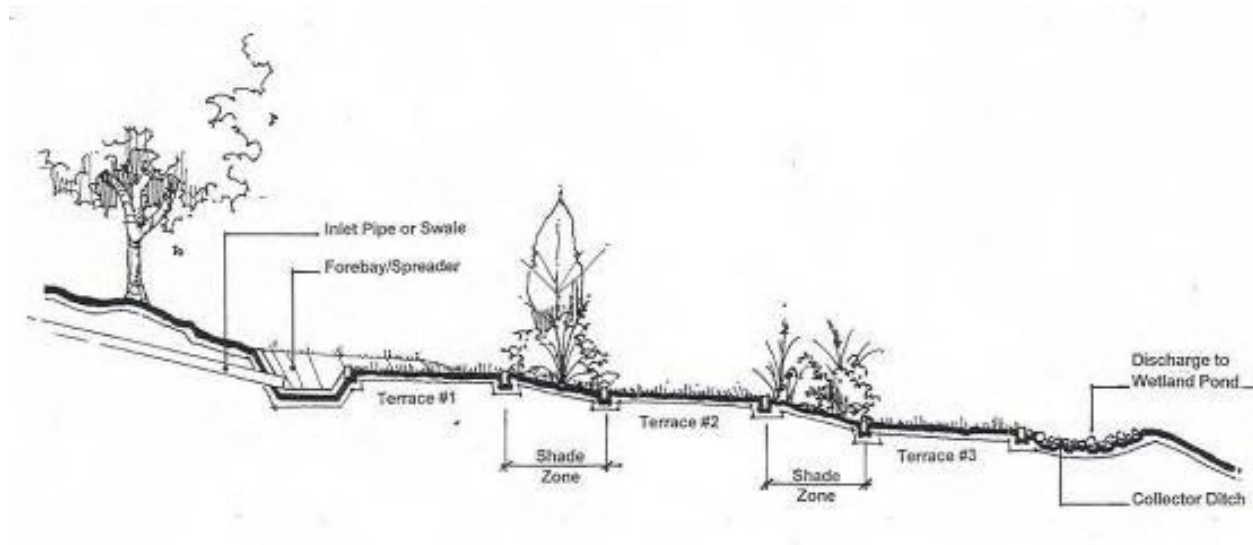 Inlet Pipe or Swale
Forebay/Spreader
Discharge to
Wetland Pond
Terrace #1
Terrace #2
Terrace #3
Shade
Zone
Shade
Zone
Collector Ditch